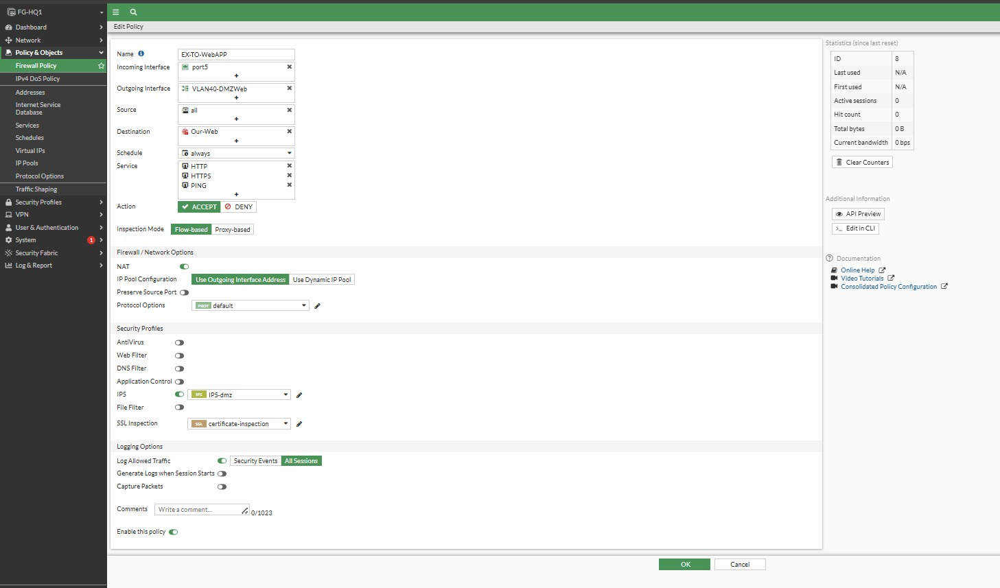 FG-HQ1
Dashboard
Network
Policy & Objects
Firewall Policy
IPv4 DoS Policy
Addresses
Internet Service
Database
Services
Schedules
Virtual IPs
IP Pools
Protocol Options
Traffic Shaping
Security Profiles
VPN
User & Authentication
System 1
Security Fabric
Log & Report
Edit Policy
Name EX-TO-WebAPP
Incoming Interface port5
+
Outgoing Interface VLAN40-DMZWeb
+
Source all
+
Destination Our-Web
+
Schedule always
Service HTTP
HTTPS
PING
+
Action ACCEPT DENY
Inspection Mode Flow-based Proxy-based
Firewall / Network Options
NAT
IP Pool Configuration Use Outgoing Interface Address Use Dynamic IP Pool
Preserve Source Port
Protocol Options PROT default
Security Profiles
AntiVirus
Web Filter
DNS Filter
Application Control
IPS IPS IPS-dmz
File Filter
SSL Inspection SSL certificate-inspection
Logging Options
Log Allowed Traffic Security Events All Sessions
Generate Logs when Session Starts
Capture Packets
Comments Write a comment... 0/1023
Enable this policy
OK Cancel
Statistics (since last reset)
ID 8
Last used N/A
First used N/A
Active sessions 0
Hit count 0
Total bytes 0 B
Current bandwidth 0 bps
Clear Counters
Additional Information
API Preview
>_ Edit in CLI
Documentation
Online Help
Video Tutorials
Consolidated Policy Configuration